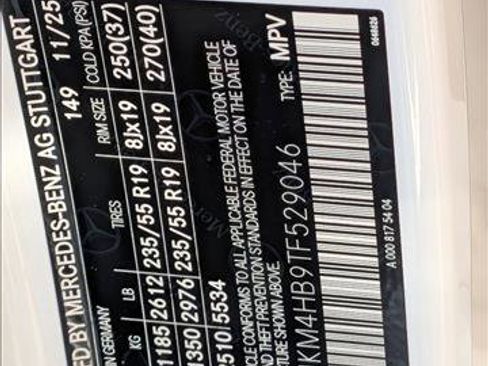 ED BY MERCEDES-BENZ AG STUTTGART
N GERMANY 149 11/25
KG LB TIRES RIM SIZE COLD KPA (PSI)
1185 2612 235/55 R19 8Jx19 250(37)
1350 2976 235/55 R19 8Jx19 270(40)
2510 5534
CLE CONFORMS TO ALL APPLICABLE FEDERAL MOTOR VEHICLE
AND THEFT PREVENTION STANDARDS IN EFFECT ON THE DATE OF
TURE SHOWN ABOVE.
KM4HB9TF529046 TYPE: MPV
A 000 817 54 04 0648626